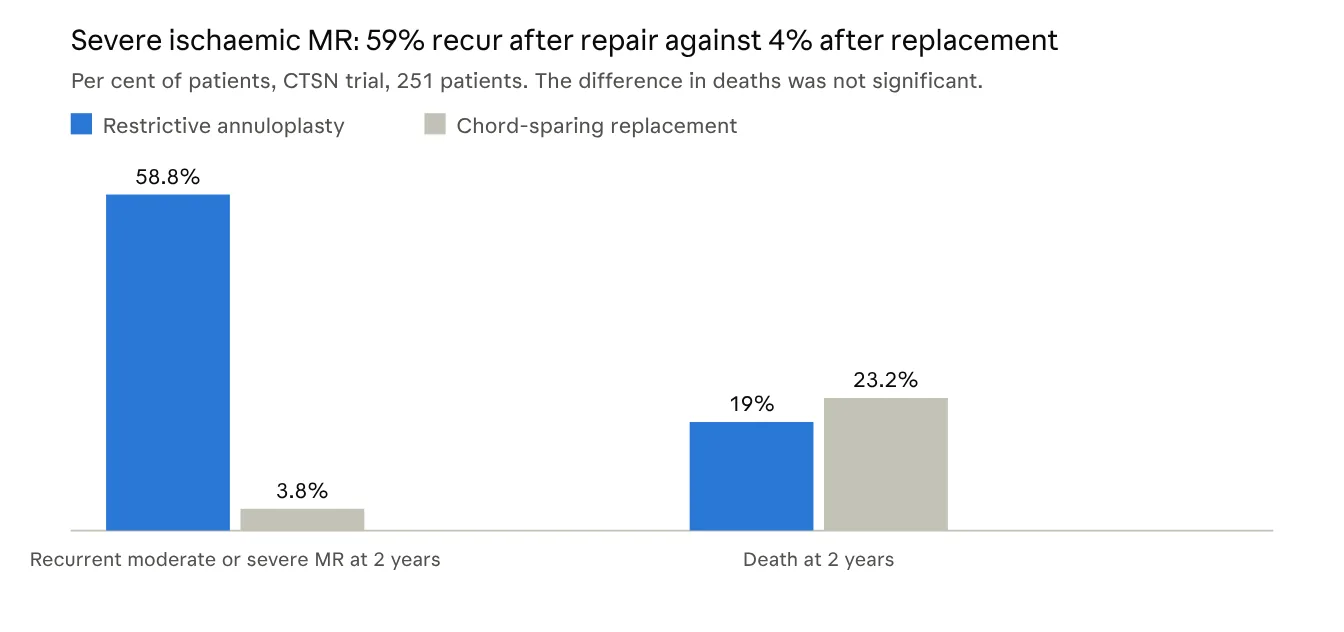 Severe ischaemic MR: 59% recur after repair against 4% after replacement
Per cent of patients, CTSN trial, 251 patients. The difference in deaths was not significant.
Restrictive annuloplasty
Chord-sparing replacement
58.8%
3.8%
19%
23.2%
Recurrent moderate or severe MR at 2 years
Death at 2 years